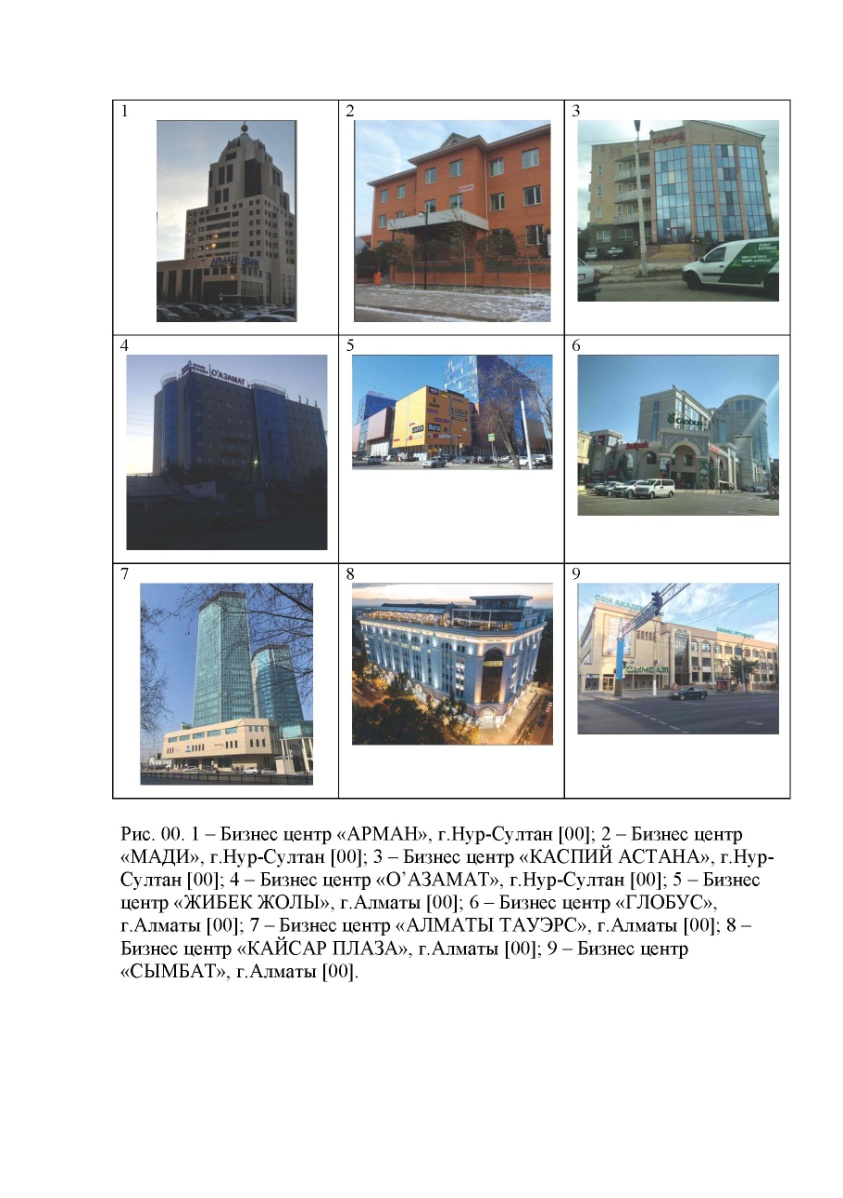 1
2
3
АРМАН
4
5
6
О'АЗАМАТ
Globus
7
8
9
СЫМБАТ
Рис. 00. 1 – Бизнес центр «АРМАН», г.Нур-Султан [00]; 2 – Бизнес центр
«МАДИ», г.Нур-Султан [00]; 3 – Бизнес центр «КАСПИЙ АСТАНА», г.Нур-
Султан [00]; 4 – Бизнес центр «О’АЗАМАТ», г.Нур-Султан [00]; 5 – Бизнес
центр «ЖИБЕК ЖОЛЫ», г.Алматы [00]; 6 – Бизнес центр «ГЛОБУС»,
г.Алматы [00]; 7 – Бизнес центр «АЛМАТЫ ТАУЭРС», г.Алматы [00]; 8 –
Бизнес центр «КАЙСАР ПЛАЗА», г.Алматы [00]; 9 – Бизнес центр
«СЫМБАТ», г.Алматы [00].